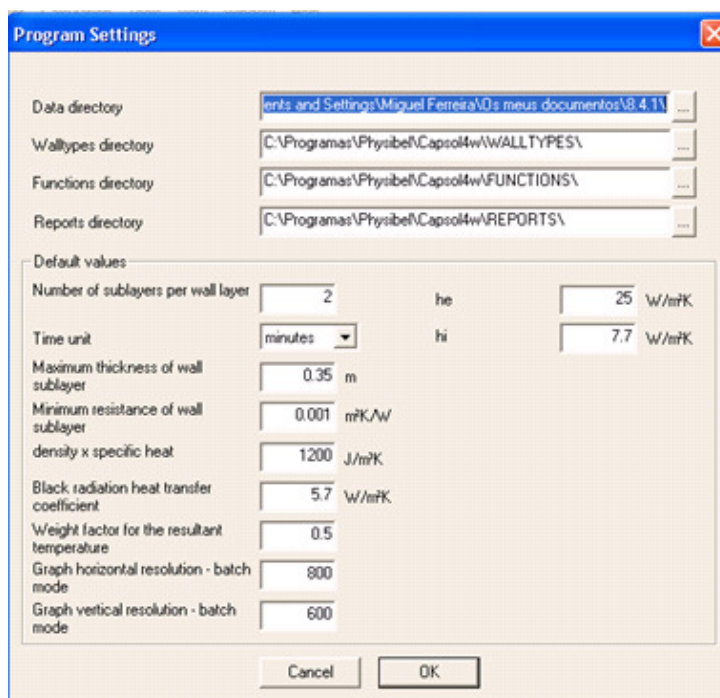 Program Settings
Data directory
ents and Settings\Miguel Ferreira\Os meus documentos\8.4.1\
...
Walltypes directory
C:\Programas\Physibel\Capsol4w\WALLTYPES\
...
Functions directory
C:\Programas\Physibel\Capsol4w\FUNCTIONS\
...
Reports directory
C:\Programas\Physibel\Capsol4w\REPORTS\
...
Default values
Number of sublayers per wall layer
2
he
25 W/m²K
Time unit
minutes
hi
7.7 W/m²K
Maximum thickness of wall
sublayer
0.35 m
Minimum resistance of wall
sublayer
0.001 m²K/W
density x specific heat
1200 J/m³K
Black radiation heat transfer
coefficient
5.7 W/m²K
Weight factor for the resultant
temperature
0.5
Graph horizontal resolution - batch
mode
800
Graph vertical resolution - batch
mode
600
Cancel
OK